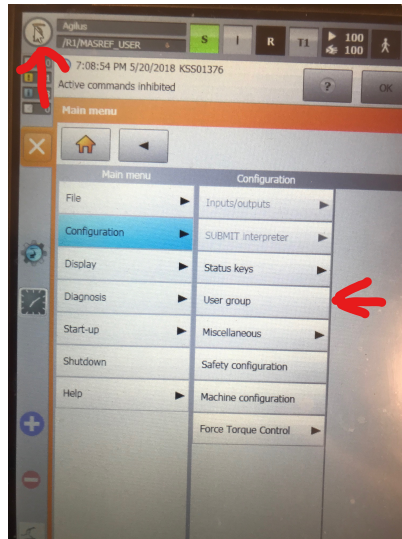 Agilus
/R1/MASREF_USER 6
S I R T1 100
100
7:08:54 PM 5/20/2018 KSS01376
Active commands inhibited
? OK
Main menu
Main menu
File
Configuration
Display
Diagnosis
Start-up
Shutdown
Help
Configuration
Inputs/outputs
SUBMIT interpreter
Status keys
User group
Miscellaneous
Safety configuration
Machine configuration
Force Torque Control